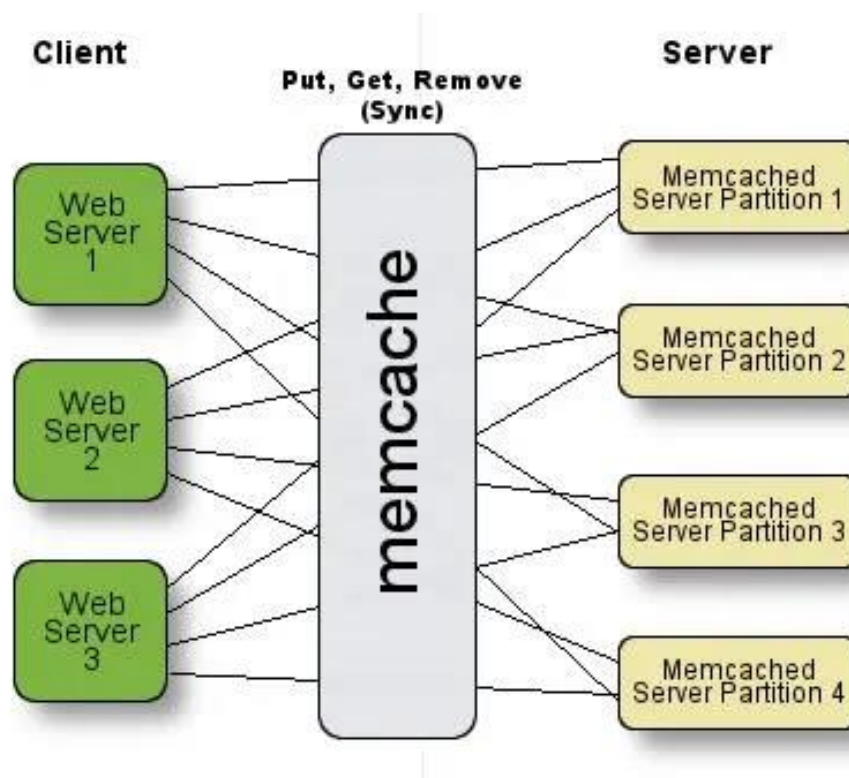 Client
Server
Put, Get, Remove
(Sync)
Web
Server
1
Web
Server
2
Web
Server
3
memcache
Memcached
Server Partition 1
Memcached
Server Partition 2
Memcached
Server Partition 3
Memcached
Server Partition 4